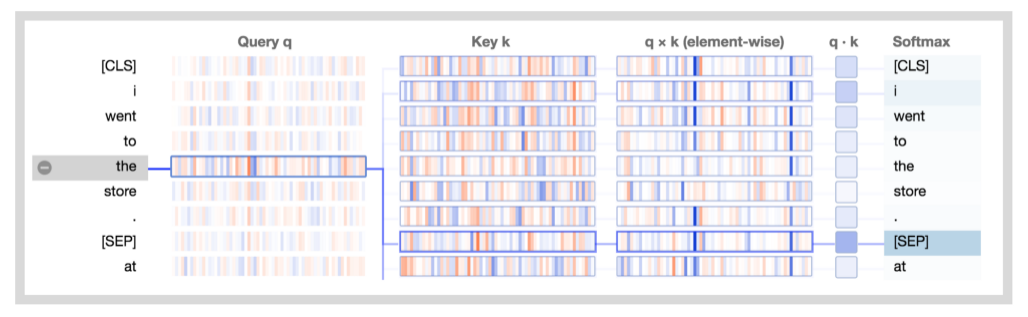 Query q Key k q × k (element-wise) q · k Softmax
[CLS] [CLS]
i i
went went
to to
the the
store store
. .
[SEP] [SEP]
at at